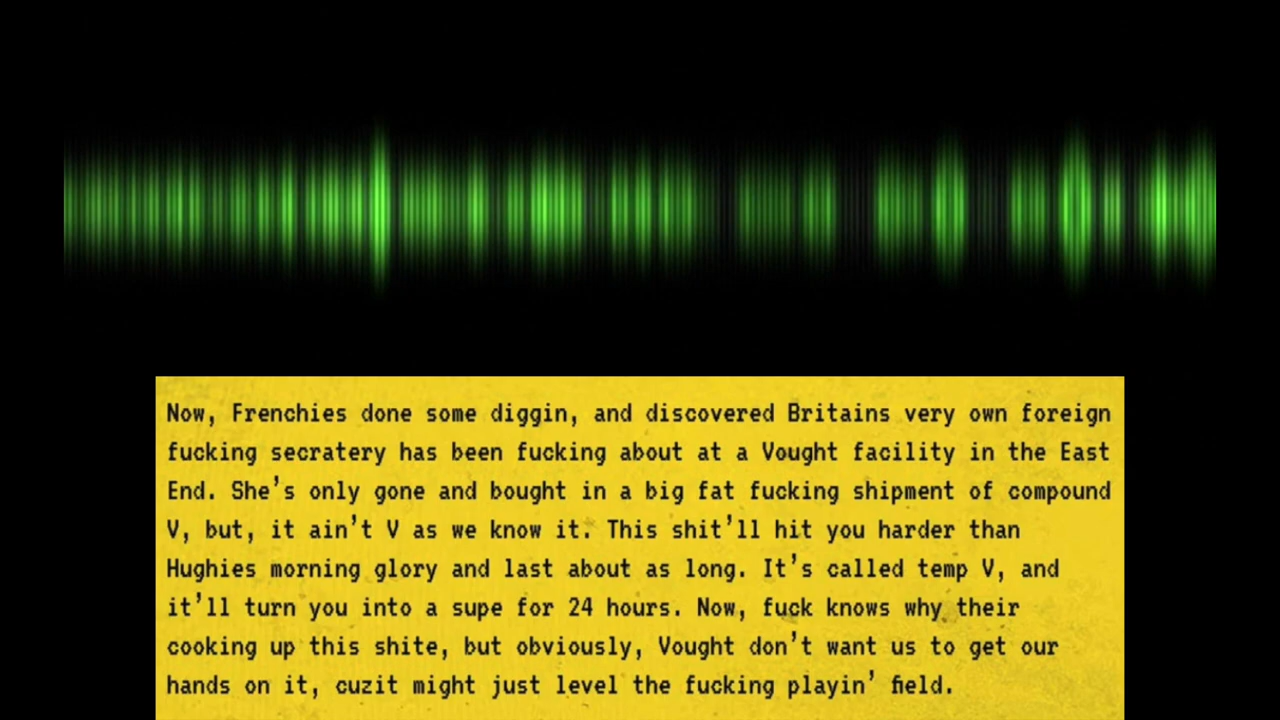 Now, Frenchies done some diggin, and discovered Britains very own foreign
fucking secratery has been fucking about at a Vought facility in the East
End. She's only gone and bought in a big fat fucking shipment of compound
V, but, it ain't V as we know it. This shit'll hit you harder than
Hughies morning glory and last about as long. It's called temp V, and
it'll turn you into a supe for 24 hours. Now, fuck knows why their
cooking up this shite, but obviously, Vought don't want us to get our
hands on it, cuzit might just level the fucking playin' field.